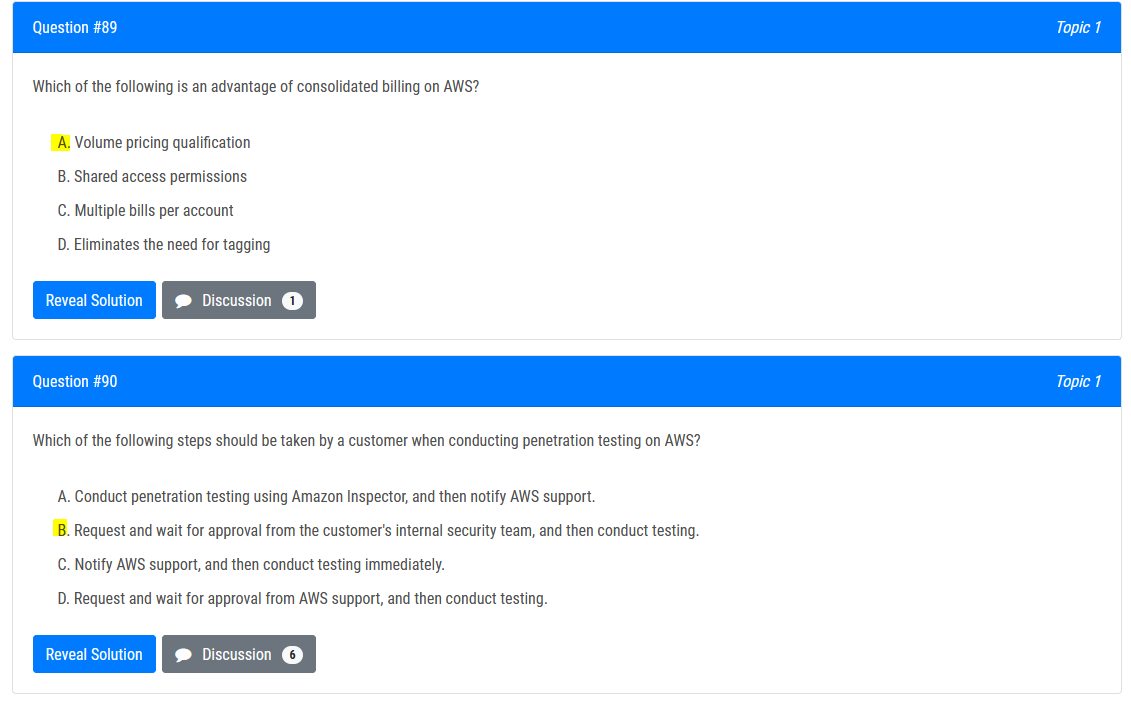 Question #89
Topic 1
Which of the following is an advantage of consolidated billing on AWS?
A. Volume pricing qualification
B. Shared access permissions
C. Multiple bills per account
D. Eliminates the need for tagging
Reveal Solution
Discussion 1
Question #90
Topic 1
Which of the following steps should be taken by a customer when conducting penetration testing on AWS?
A. Conduct penetration testing using Amazon Inspector, and then notify AWS support.
B. Request and wait for approval from the customer's internal security team, and then conduct testing.
C. Notify AWS support, and then conduct testing immediately.
D. Request and wait for approval from AWS support, and then conduct testing.
Reveal Solution
Discussion 6